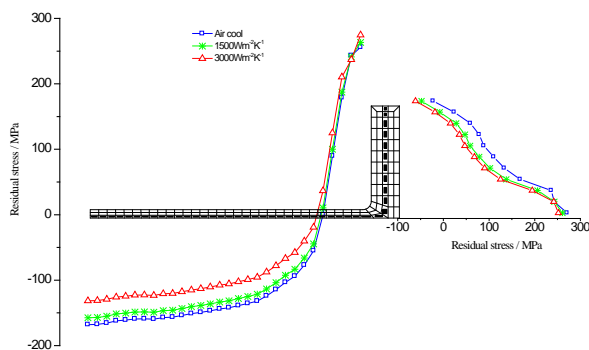 300
Air cool
1500Wm⁻²K⁻¹
3000Wm⁻²K⁻¹
200
100
0
-100
-200
Residual stress / MPa
-100 0 100 200 300
Residual stress / MPa